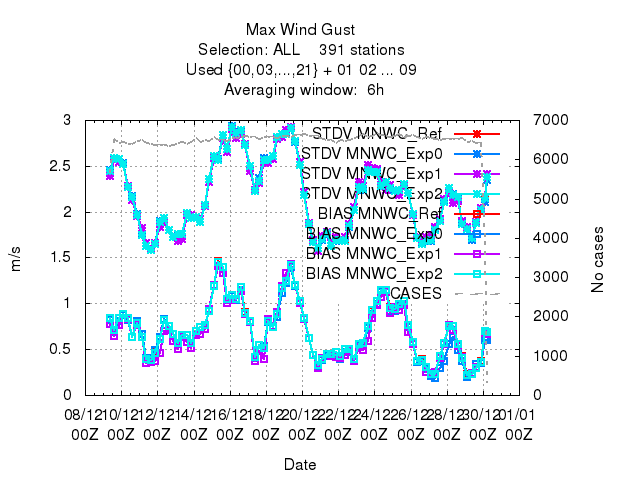 Max Wind Gust
Selection: ALL    391 stations
Used {00,03,...,21} + 01 02 ... 09
Averaging window:  6h
m/s
No cases
3
2.5
2
1.5
1
0.5
0
7000
6000
5000
4000
3000
2000
1000
0
STDV MNWC_Ref
STDV MNWC_Exp0
STDV MNWC_Exp1
STDV MNWC_Exp2
BIAS MNWC_Ref
BIAS MNWC_Exp0
BIAS MNWC_Exp1
BIAS MNWC_Exp2
CASES
08/12 10/12 12/12 14/12 16/12 18/12 20/12 22/12 24/12 26/12 28/12 30/12 01/01
00Z 00Z 00Z 00Z 00Z 00Z 00Z 00Z 00Z 00Z 00Z 00Z 00Z
Date